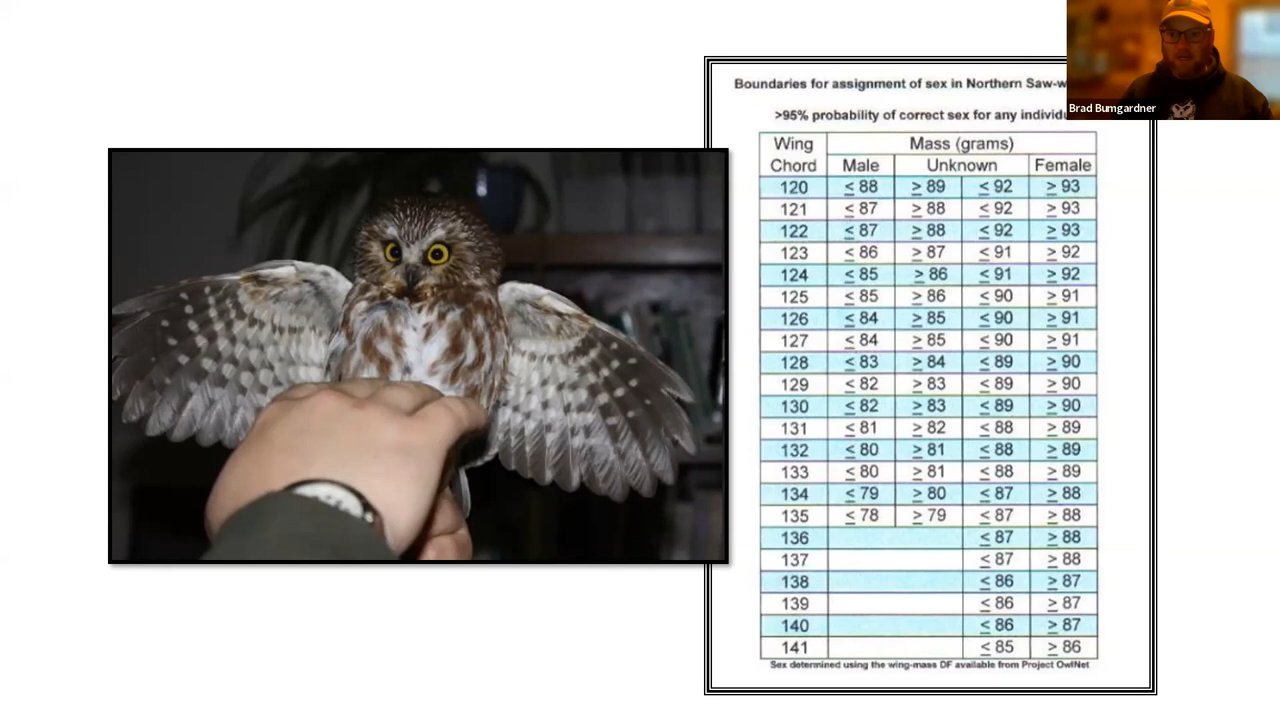 Boundaries for assignment of sex in Northern Saw-w
>95% probability of correct sex for any individu
Brad Bumgardner
Wing Chord Mass (grams)
Male Unknown Female
120 ≤ 88 ≥ 89 ≤ 92 ≥ 93
121 ≤ 87 ≥ 88 ≤ 92 ≥ 93
122 ≤ 87 ≥ 88 ≤ 92 ≥ 93
123 ≤ 86 ≥ 87 ≤ 91 ≥ 92
124 ≤ 85 ≥ 86 ≤ 91 ≥ 92
125 ≤ 85 ≥ 86 ≤ 90 ≥ 91
126 ≤ 84 ≥ 85 ≤ 90 ≥ 91
127 ≤ 84 ≥ 85 ≤ 90 ≥ 91
128 ≤ 83 ≥ 84 ≤ 89 ≥ 90
129 ≤ 82 ≥ 83 ≤ 89 ≥ 90
130 ≤ 82 ≥ 83 ≤ 89 ≥ 90
131 ≤ 81 ≥ 82 ≤ 88 ≥ 89
132 ≤ 80 ≥ 81 ≤ 88 ≥ 89
133 ≤ 80 ≥ 81 ≤ 88 ≥ 89
134 ≤ 79 ≥ 80 ≤ 87 ≥ 88
135 ≤ 78 ≥ 79 ≤ 87 ≥ 88
136 ≤ 87 ≥ 88
137 ≤ 87 ≥ 88
138 ≤ 86 ≥ 87
139 ≤ 86 ≥ 87
140 ≤ 86 ≥ 87
141 ≤ 85 ≥ 86
Sex determined using the wing-mass DF available from Project OwlNet